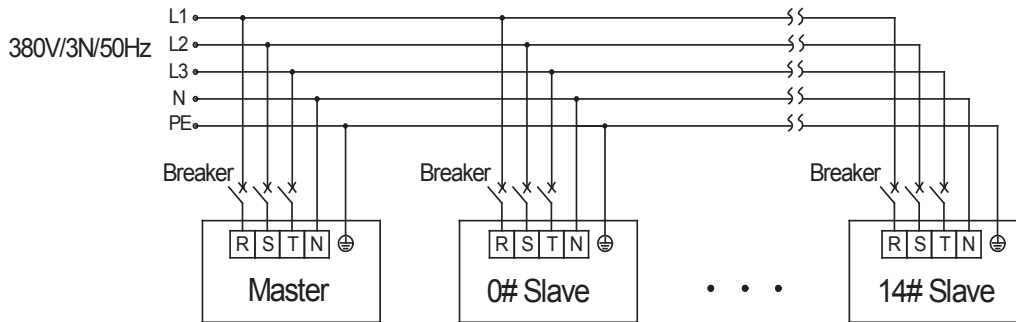 L1
L2
380V/3N/50Hz
L3
N
PE
Breaker Breaker Breaker
R S T N R S T N R S T N
Master 0# Slave • • • 14# Slave